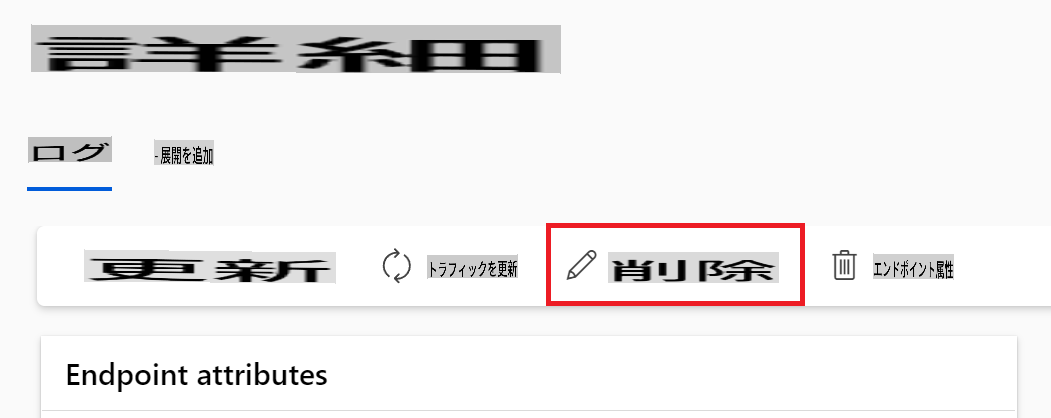 詳細
ログ - 展開を追加
更新 トラフィックを更新 削除 エンドポイント属性
Endpoint attributes